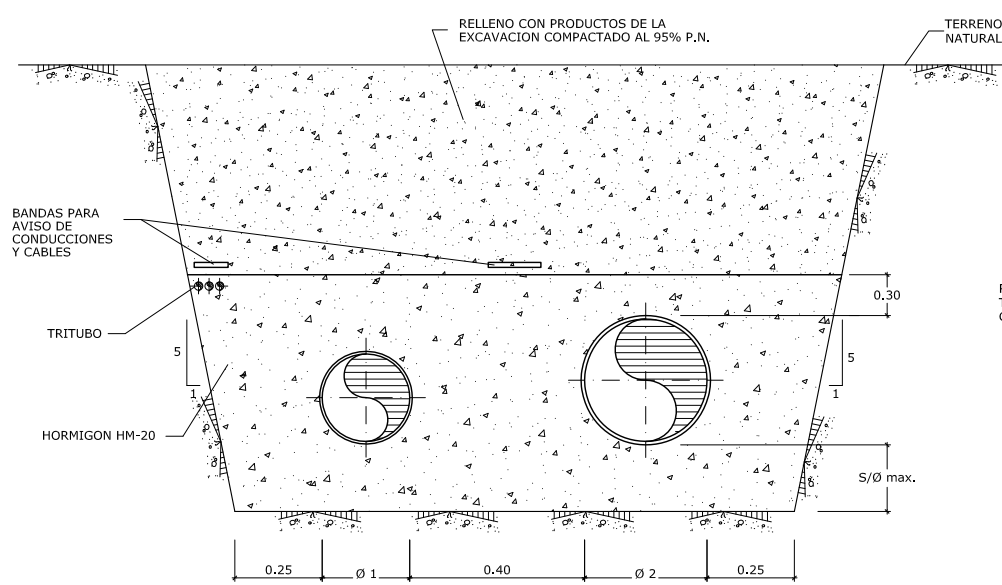 RELLENO CON PRODUCTOS DE LA
EXCAVACION COMPACTADO AL 95% P.N.
TERRENO
NATURAL
BANDAS PARA
AVISO DE
CONDUCCIONES
Y CABLES
0.30
TRITUBO
5
1
5
1
HORMIGON HM-20
S/Ø max.
0.25
Ø 1
0.40
Ø 2
0.25